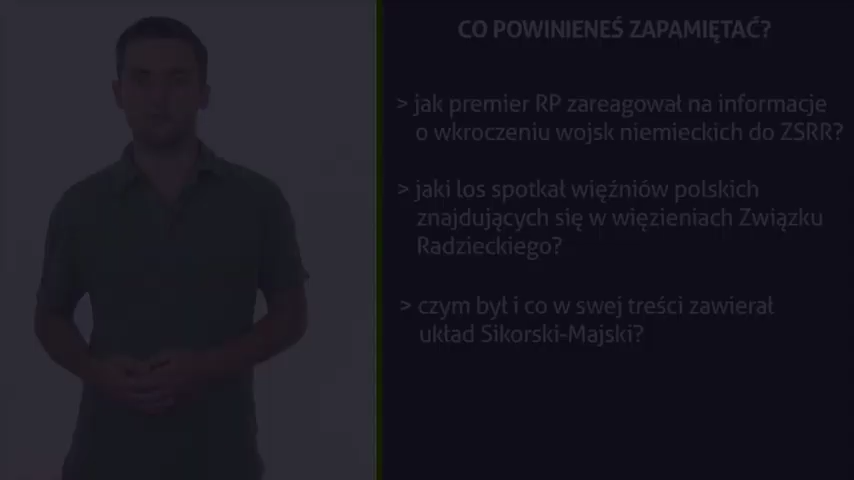 CO POWINIENEŚ ZAPAMIĘTAĆ?
> jak premier RP zareagował na informacje
o wkroczeniu wojsk niemieckich do ZSRR?
> jaki los spotkał więźniów polskich
znajdujących się w więzieniach Związku
Radzieckiego?
> czym był i co w swej treści zawierał
układ Sikorski-Majski?